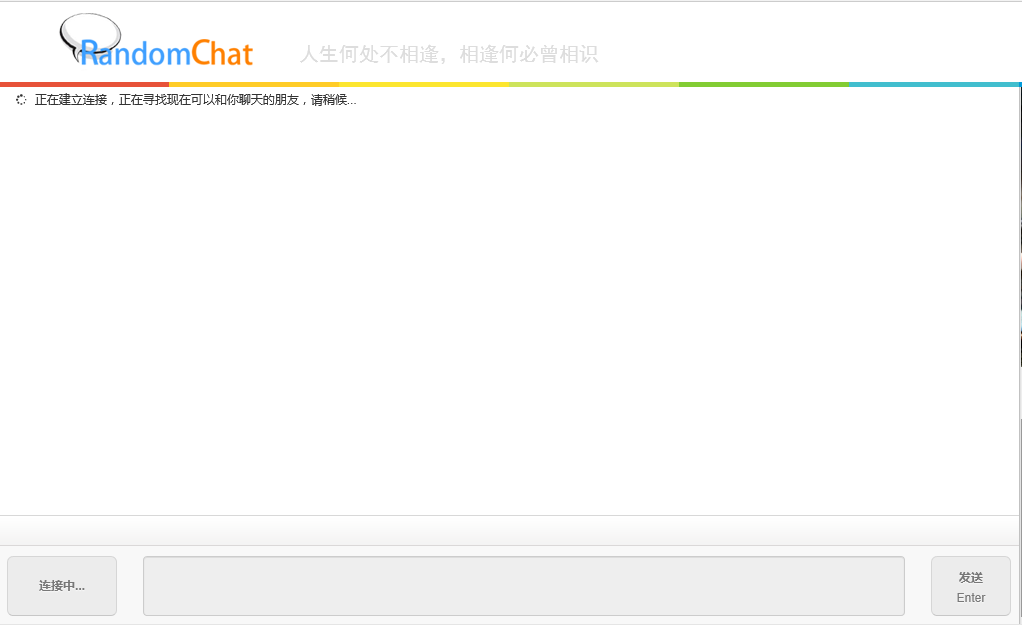 RandomChat
人生何处不相逢，相逢何必曾相识
正在建立连接，正在寻找现在可以和你聊天的朋友，请稍候...
连接中...
发送
Enter